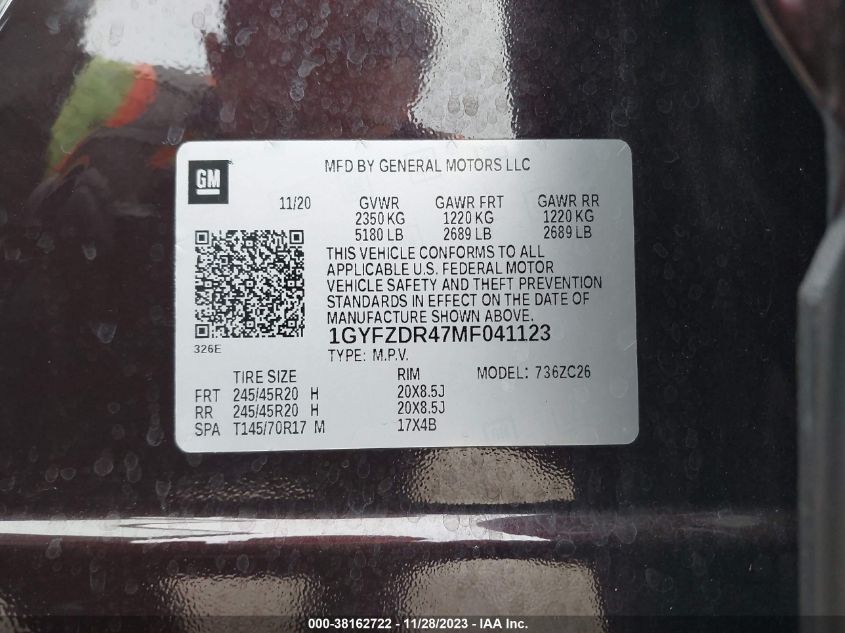 GM
MFD BY GENERAL MOTORS LLC
11/20 GVWR GAWR FRT GAWR RR
2350 KG 1220 KG 1220 KG
5180 LB 2689 LB 2689 LB
THIS VEHICLE CONFORMS TO ALL
APPLICABLE U.S. FEDERAL MOTOR
VEHICLE SAFETY AND THEFT PREVENTION
STANDARDS IN EFFECT ON THE DATE OF
MANUFACTURE SHOWN ABOVE.
1GYFZDR47MF041123
326E
TYPE: M.P.V.
TIRE SIZE RIM MODEL: 736ZC26
FRT 245/45R20 H 20X8.5J
RR 245/45R20 H 20X8.5J
SPA T145/70R17 M 17X4B
000-38162722 - 11/28/2023 - IAA Inc.